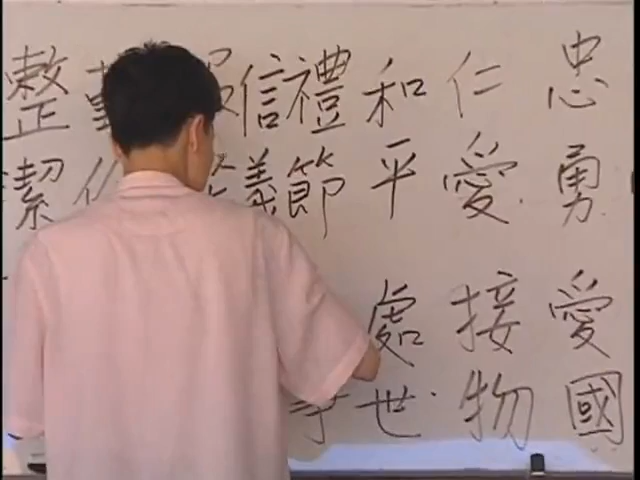 忠勇 愛國
仁愛 接物
和平 處世
禮節
信義
整潔